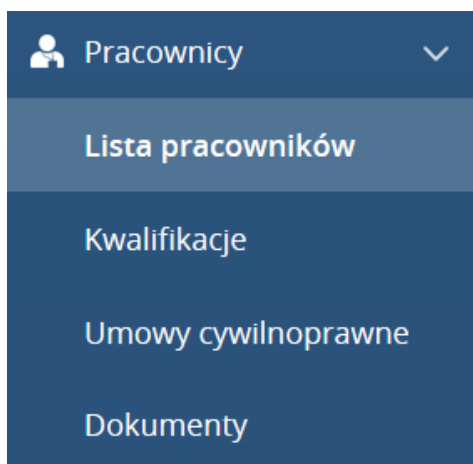 Pracownicy
Lista pracowników
Kwalifikacje
Umowy cywilnoprawne
Dokumenty